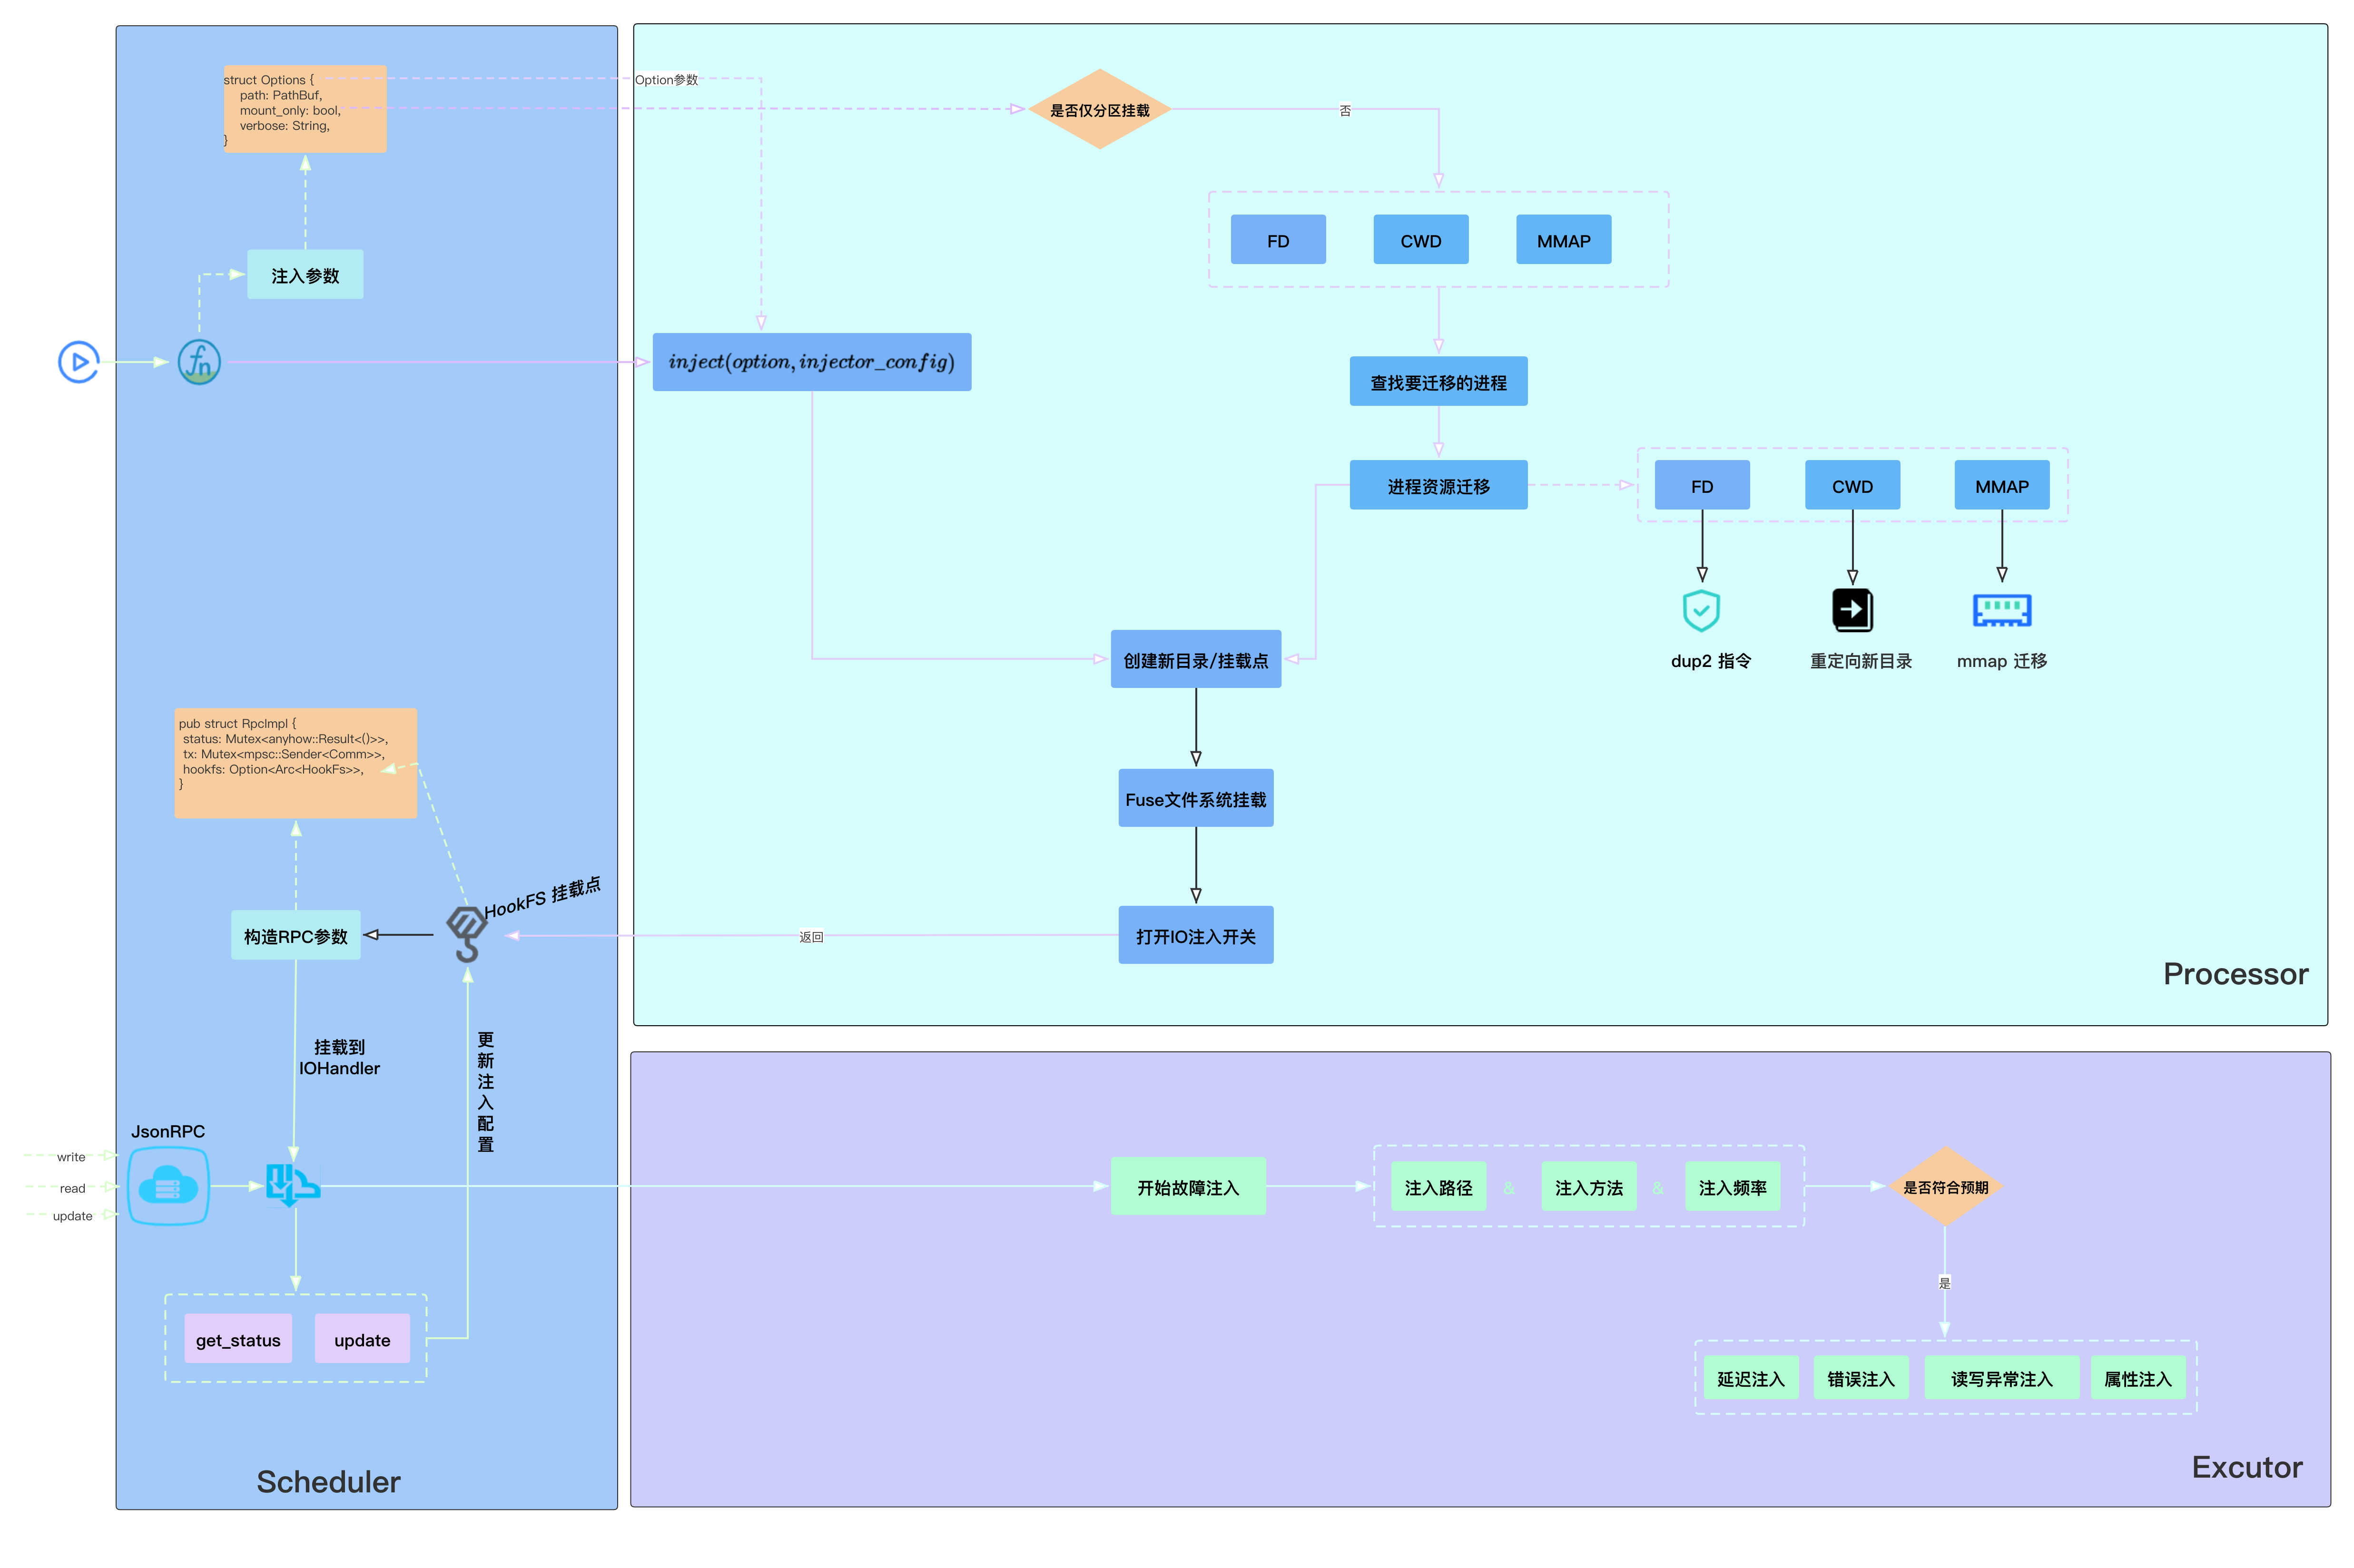 struct Options {
path: PathBuf,
mount_only: bool,
verbose: String,
}
注入参数
pub struct RpcImpl {
status: Mutex<anyhow::Result<()>>,
tx: Mutex<mpsc::Sender<Comm>>,
hookfs: Option<Arc<HookFs>>,
}
HookFS 挂载点
构造RPC参数
挂载到
IOHandler
更
新
注
入
配
置
JsonRPC
write
read
update
get_status
update
Scheduler
Option参数
是否仅分区挂载
否
FD
CWD
MMAP
inject(option, injector_config)
查找要迁移的进程
进程资源迁移
FD
CWD
MMAP
dup2 指令
重定向新目录
mmap 迁移
创建新目录/挂载点
Fuse文件系统挂载
打开IO注入开关
返回
Processor
开始故障注入
注入路径
&
注入方法
&
注入频率
是否符合预期
是
延迟注入
错误注入
读写异常注入
属性注入
Excutor